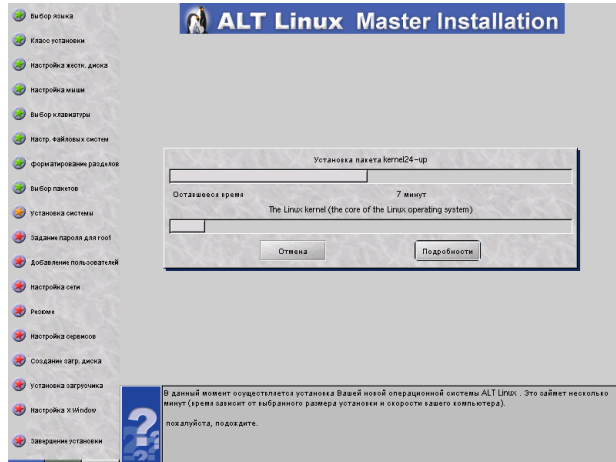 ALT Linux Master Installation
Выбор языка
Класс установки
Настройка жестк. диска
Настройка мыши
Выбор клавиатуры
Настр. Файловых систем
форматирование разделов
Выбор пакетов
Установка системы
Задание пароля для root
Добавление пользователей
Настройка сети
Резюме
Настройка сервисов
Создание загр. диска
Установка загрузчика
Настройка X Window
Завершение установки
Установка пакета kernel24-up
Оставшееся время 7 минут
The Linux kernel (the core of the Linux operating system)
Отмена Подробности
В данный момент осуществляется установка Вашей новой операционной системы ALT Linux . Это займет несколько
минут (время зависит от выбранного размера установки и скорости вашего компьютера).
пожалуйста, подождите.